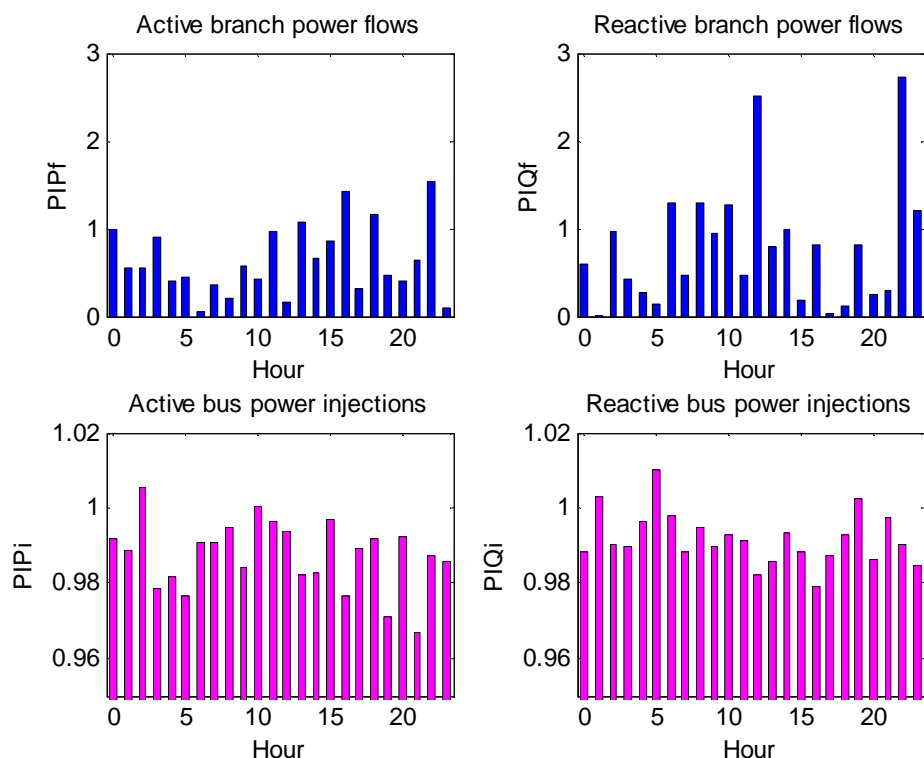 Active branch power flows
3
2
1
0
PIPf
0 5 10 15 20
Hour
Reactive branch power flows
3
2
1
0
PIQf
0 5 10 15 20
Hour
Active bus power injections
1.02
1
0.98
0.96
PIPi
0 5 10 15 20
Hour
Reactive bus power injections
1.02
1
0.98
0.96
PIQi
0 5 10 15 20
Hour